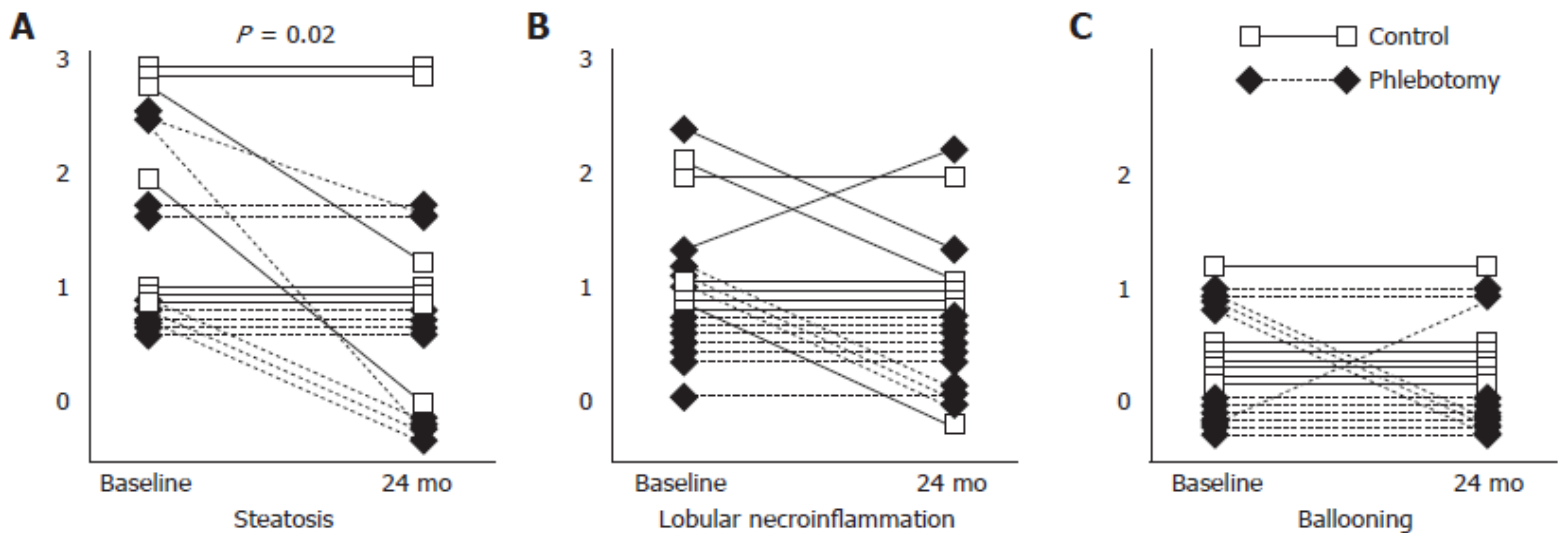 A
P = 0.02
3
2
1
0
Baseline 24 mo
Steatosis
B
3
2
1
0
Baseline 24 mo
Lobular necroinflammation
C
Control
Phlebotomy
3
2
1
0
Baseline 24 mo
Ballooning